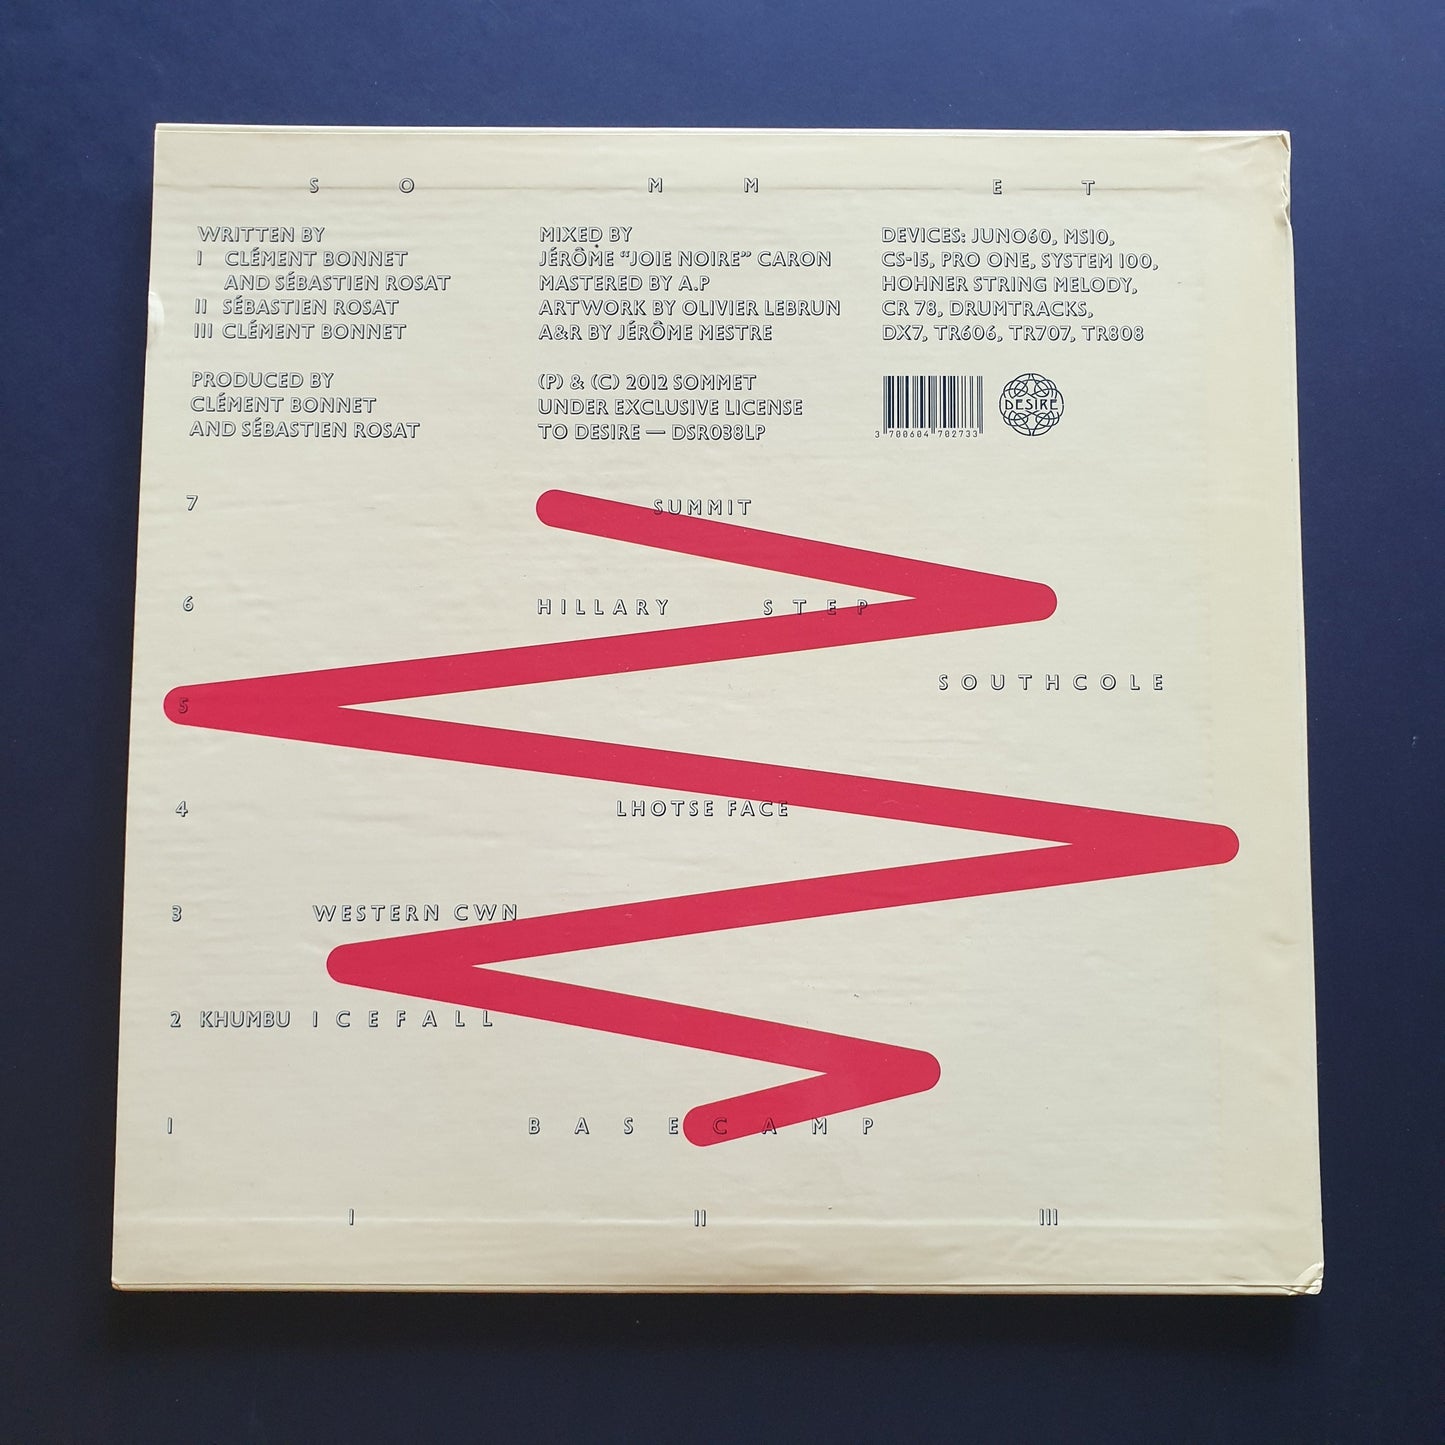 S O M M E T
WRITTEN BY
I CLÉMENT BONNET
AND SÉBASTIEN ROSAT
II SÉBASTIEN ROSAT
III CLÉMENT BONNET
PRODUCED BY
CLÉMENT BONNET
AND SÉBASTIEN ROSAT
MIXED BY
JÉRÔME “JOIE NOIRE” CARON
MASTERED BY A.P
ARTWORK BY OLIVIER LEBRUN
A&R BY JÉRÔME MESTRE
(P) & (C) 2012 SOMMET
UNDER EXCLUSIVE LICENSE
TO DESIRE — DSR038LP
DEVICES: JUNO60, MS10,
CS-15, PRO ONE, SYSTEM 100,
HOHNER STRING MELODY,
CR 78, DRUMTRACKS,
DX7, TR606, TR707, TR808
3 700604 702733
DESIRE
7 SUMMIT
6 HILLARY STEP
SOUTHCOLE
5
4 LHOTSE FACE
3 WESTERN CWN
2 KHUMBU ICEFALL
1 BASECAMP
I II III